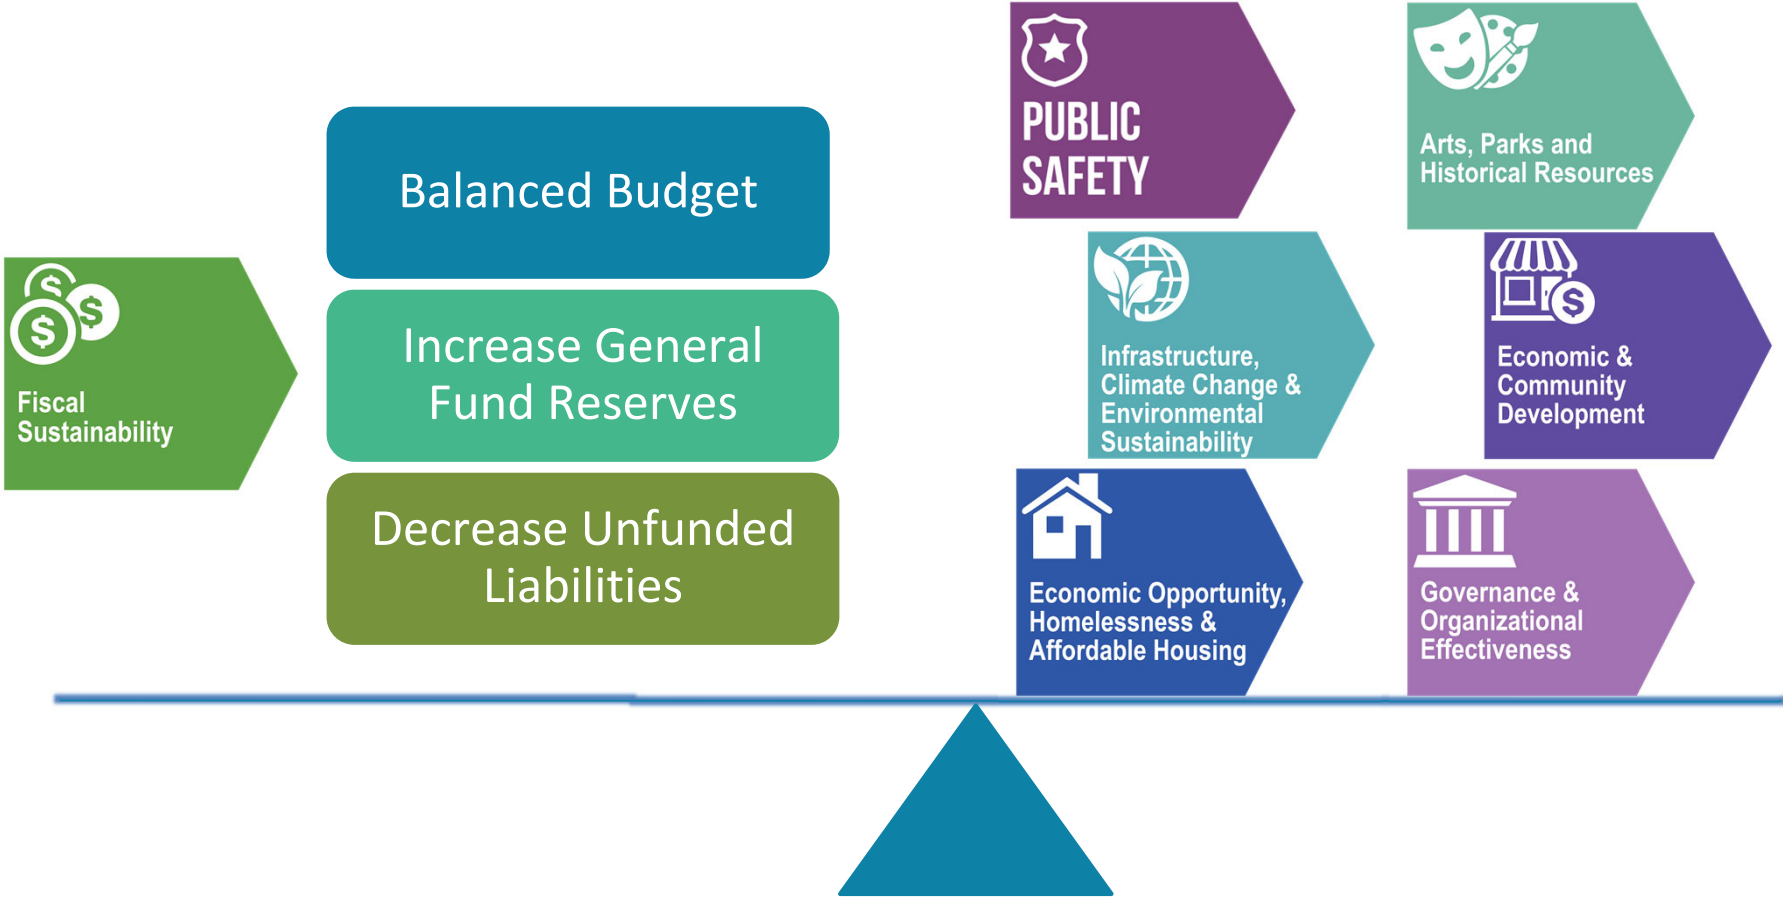 Fiscal
Sustainability
Balanced Budget
Increase General
Fund Reserves
Decrease Unfunded
Liabilities
PUBLIC
SAFETY
Arts, Parks and
Historical Resources
Infrastructure,
Climate Change &
Environmental
Sustainability
Economic &
Community
Development
Economic Opportunity,
Homelessness &
Affordable Housing
Governance &
Organizational
Effectiveness